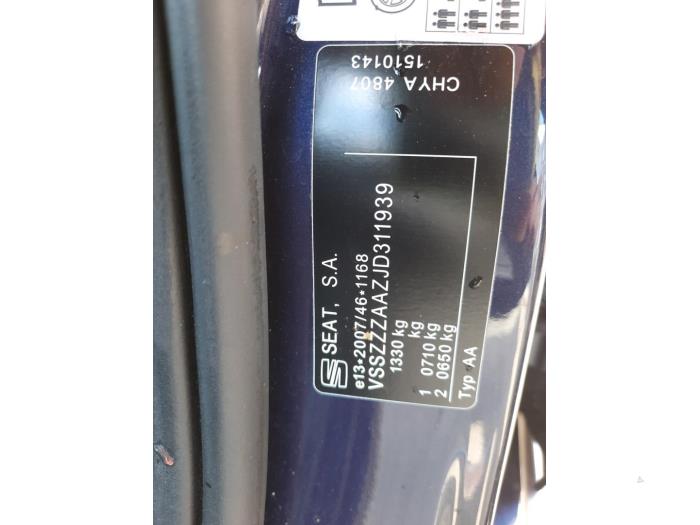 SEAT, S.A.
e13*2007/46*1168
VSSZZZAAZJD311939
1330 kg
kg
1 0710 kg
2 0650 kg
Typ AA
CHYA 4807
1510143